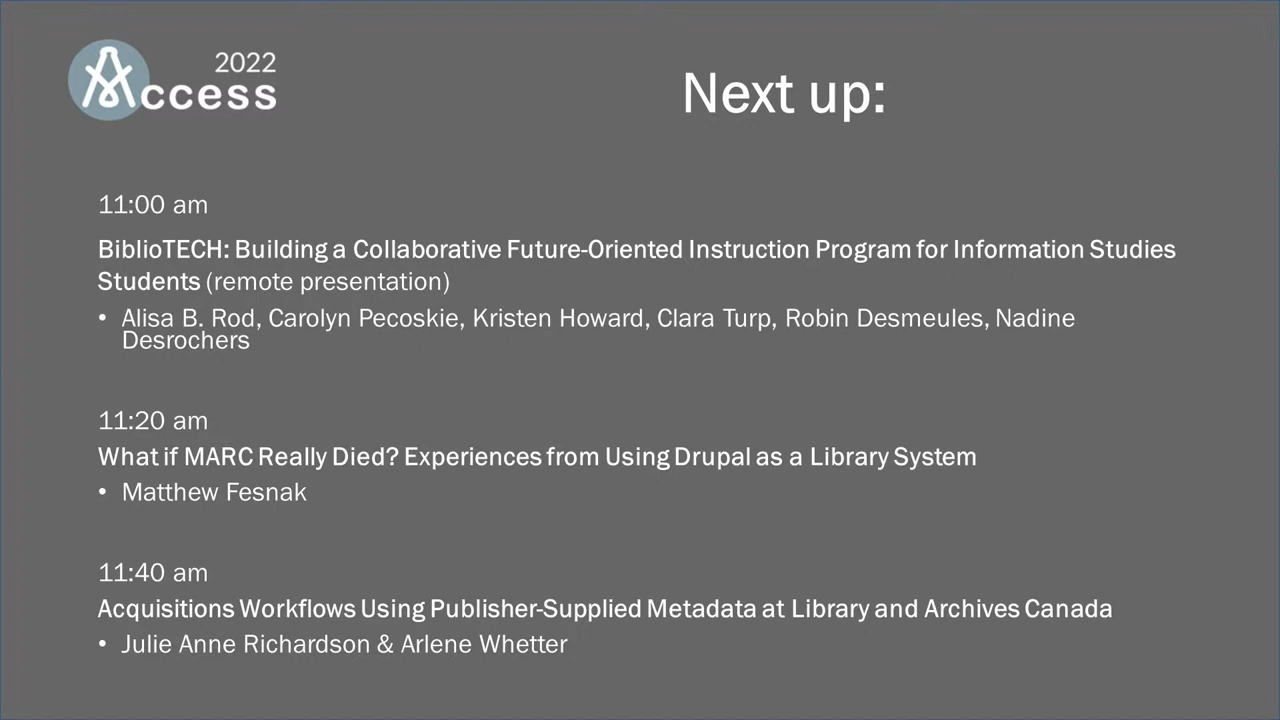 2022
Access
Next up:
11:00 am
BiblioTECH: Building a Collaborative Future-Oriented Instruction Program for Information Studies
Students (remote presentation)
• Alisa B. Rod, Carolyn Pecoskie, Kristen Howard, Clara Turp, Robin Desmeules, Nadine
Desrochers
11:20 am
What if MARC Really Died? Experiences from Using Drupal as a Library System
• Matthew Fesnak
11:40 am
Acquisitions Workflows Using Publisher-Supplied Metadata at Library and Archives Canada
• Julie Anne Richardson & Arlene Whetter